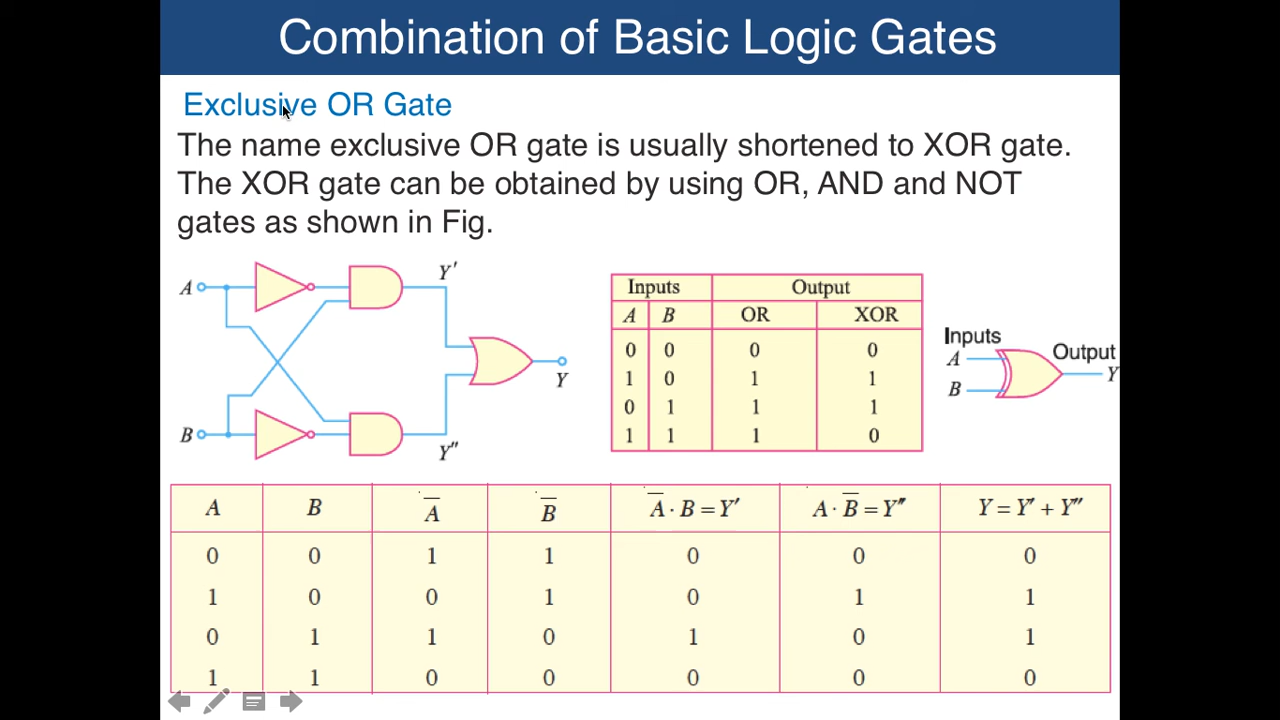 Combination of Basic Logic Gates
Exclusive OR Gate
The name exclusive OR gate is usually shortened to XOR gate.
The XOR gate can be obtained by using OR, AND and NOT
gates as shown in Fig.
A
Y′
B
Y″
Y
Inputs Output
A B OR XOR
0 0 0 0
1 0 1 1
0 1 1 1
1 1 1 0
Inputs
A
B
Output
Y
A B A̅ B̅ A̅ · B = Y′ A · B̅ = Y″ Y = Y′ + Y″
0 0 1 1 0 0 0
1 0 0 1 0 1 1
0 1 1 0 1 0 1
1 1 0 0 0 0 0